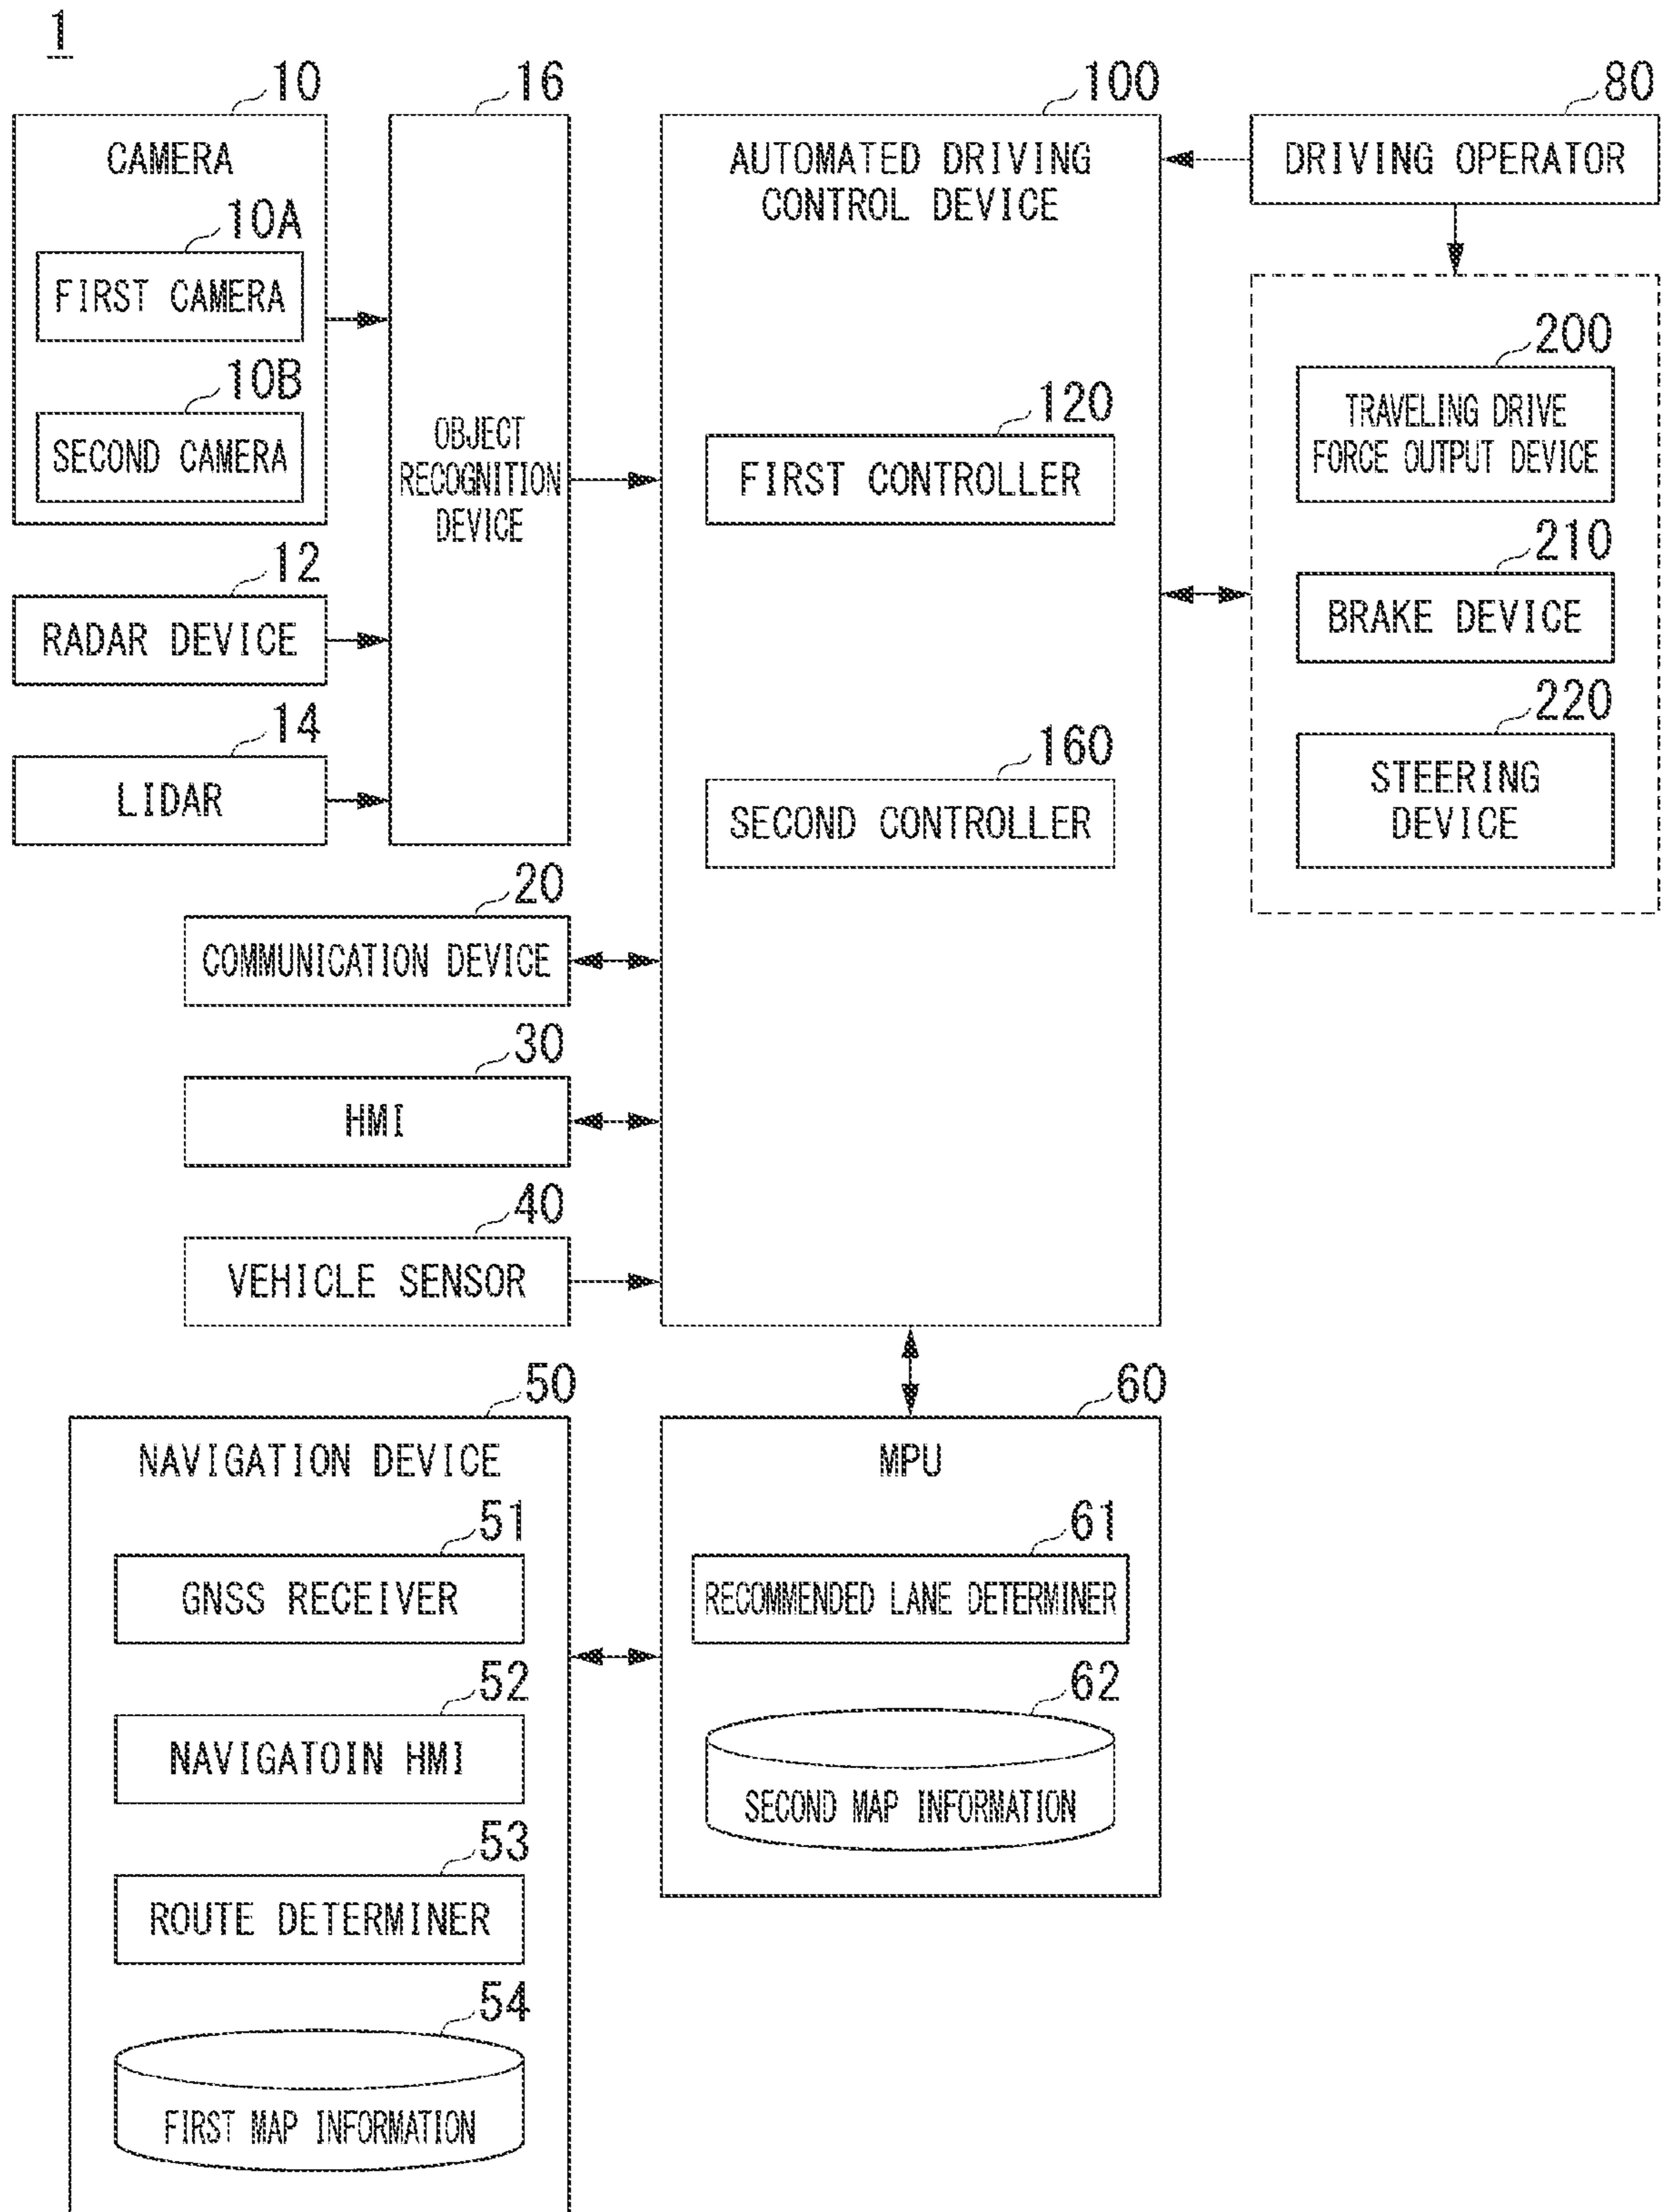 1
10
CAMERA
10A
FIRST CAMERA
10B
SECOND CAMERA
12
RADAR DEVICE
14
LIDAR
16
OBJECT
RECOGNITION
DEVICE
100
AUTOMATED DRIVING
CONTROL DEVICE
120
FIRST CONTROLLER
160
SECOND CONTROLLER
80
DRIVING OPERATOR
200
TRAVELING DRIVE
FORCE OUTPUT DEVICE
210
BRAKE DEVICE
220
STEERING
DEVICE
20
COMMUNICATION DEVICE
30
HMI
40
VEHICLE SENSOR
50
NAVIGATION DEVICE
51
GNSS RECEIVER
52
NAVIGATOIN HMI
53
ROUTE DETERMINER
54
FIRST MAP INFORMATION
60
MPU
61
RECOMMENDED LANE DETERMINER
62
SECOND MAP INFORMATION